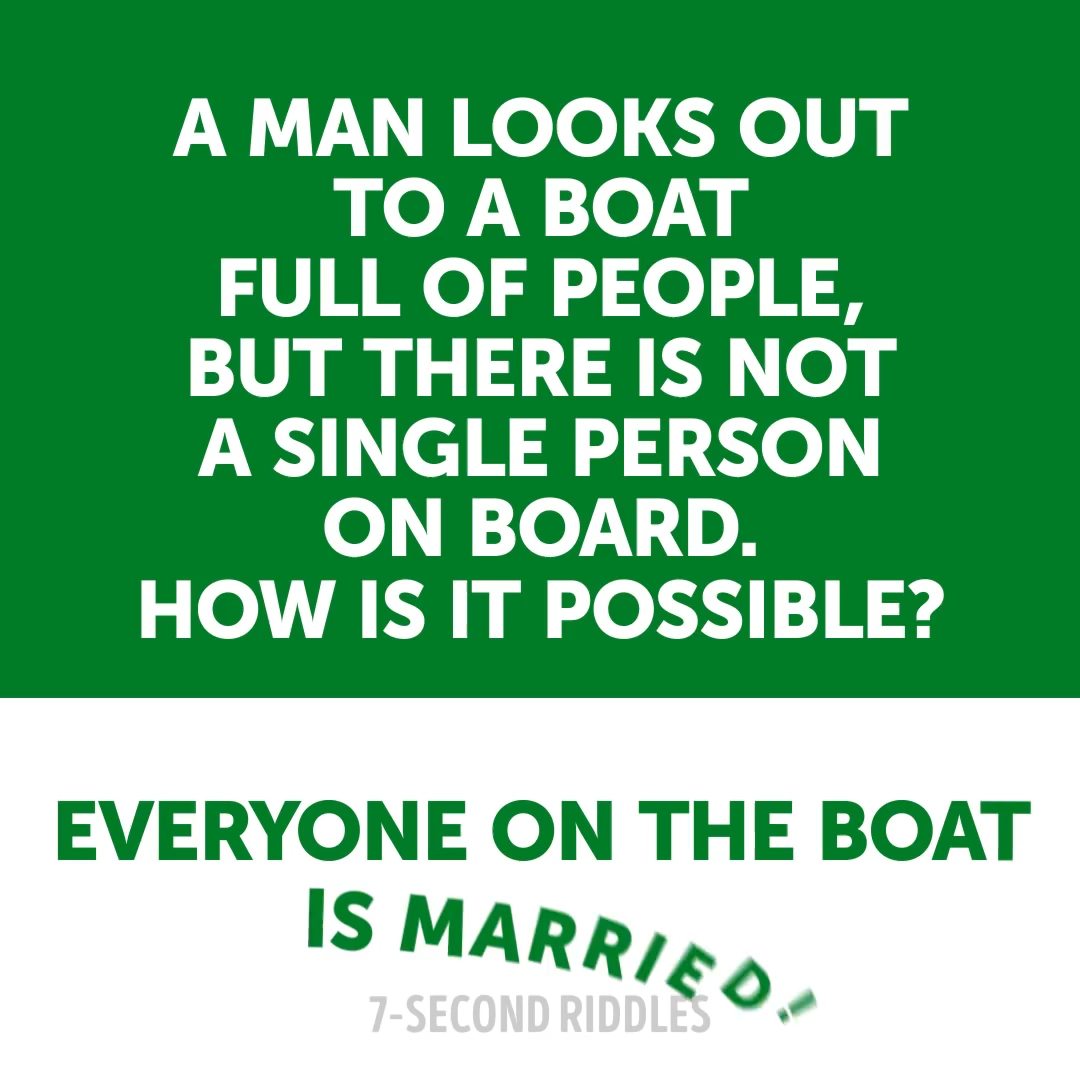 A MAN LOOKS OUT
TO A BOAT
FULL OF PEOPLE,
BUT THERE IS NOT
A SINGLE PERSON
ON BOARD.
HOW IS IT POSSIBLE?
EVERYONE ON THE BOAT
IS MARRIED!
7-SECOND RIDDLES